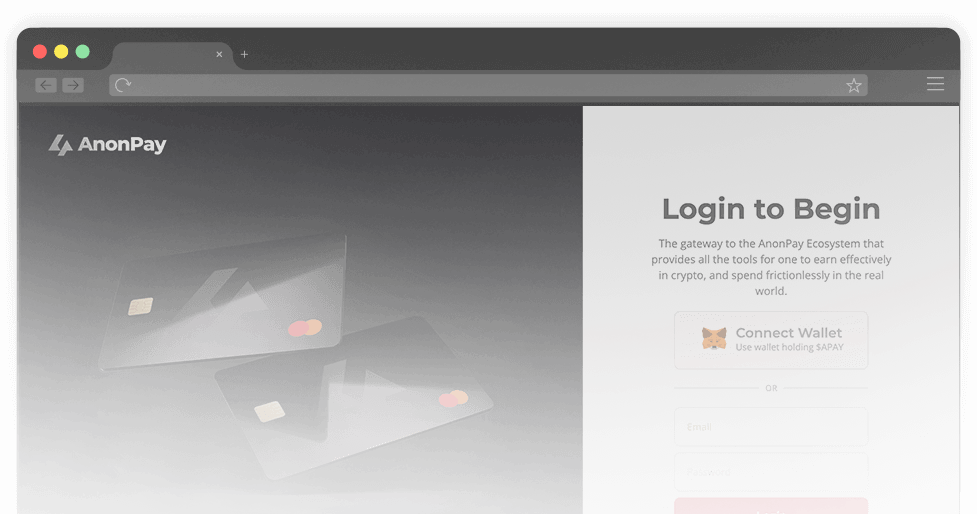 AnonPay
Login to Begin
The gateway to the AnonPay Ecosystem that
provides all the tools for one to earn effectively
in crypto, and spend frictionlessly in the real
world.
Connect Wallet
Use wallet holding $APAY
OR
Email